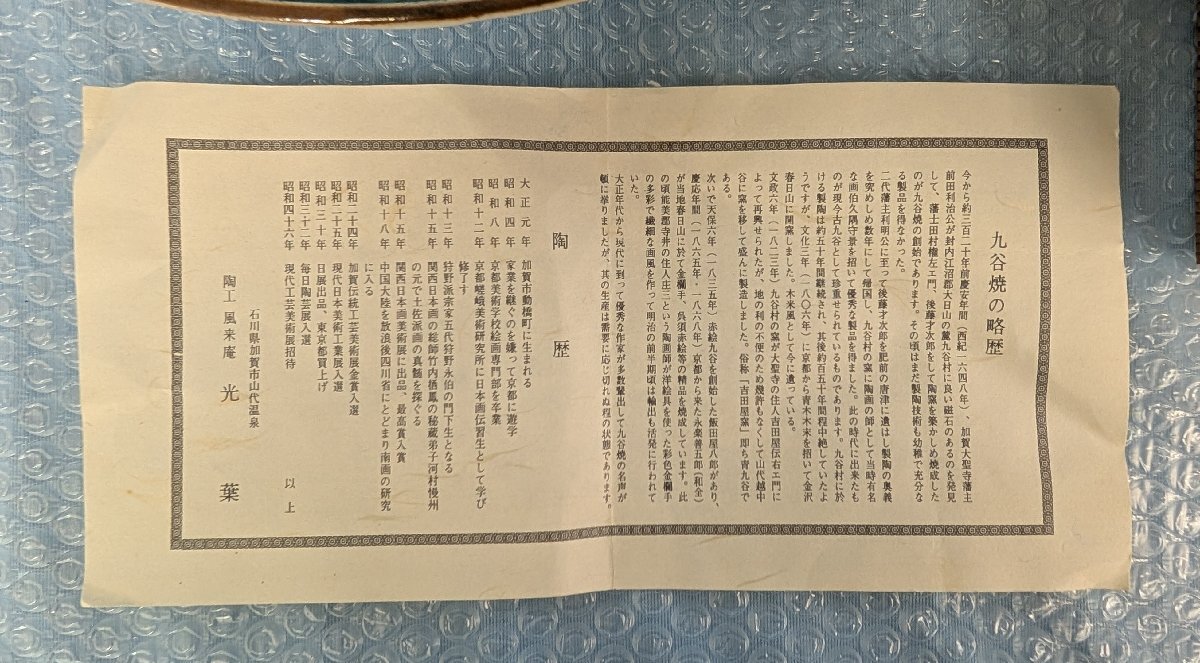 九谷焼の略歴
今から約三百二十年前慶安年間（西紀一六四八年）、加賀大聖寺藩主
前田利治公が封内江沼郡大日山の麓九谷村に良い磁石のあるのを発見
して、藩士田村権左エ門、後藤才次郎をして陶窯を築かしめ焼成した
のが九谷焼の創始であります。その頃はまだ製陶技術も幼稚で充分な
る製品を得なかった。
二代藩主利明公に至って後藤才次郎を肥前の唐津に遣はし製陶の奥義
を究めしめ数年にして帰国し、九谷村の窯に陶画の師として当時有名
な画伯久隅守景を招いて優秀な製品を得ました。此の時代に出来たも
のが現今古九谷として珍重せられているものであります。九谷村に於
ける製陶は約五十年間継続され、其後約百五十年間程中絶していたよ
うですが、文化三年（一八〇六年）に京都から青木木米を招いて金沢
春日山に開窯しました。木米風として今に遺っている。
文政六年（一八二三年）九谷村の窯が大聖寺の住人吉田屋伝右エ門に
よって再興せられたが、地の利の不便のため幾許もなくして山代越中
谷に窯を移して盛んに製造しました。俗称「吉田屋窯」即ち青九谷で
ある。
次いで天保六年（一八三五年）赤絵九谷を創始した飯田屋八郎があり、
慶応年間（一八六五年・一八六八年）京都から来た永楽善五郎（和全）
が当地春日山に於て金襴手、呉須赤絵等の精品を焼成しています。此
の頃能美郡寺井の住人庄三と陶画師が洋絵具を使った彩色金襴手
の多彩で繊細な画風を作って明治の前半期頃は輸出も活発に行われて
いた。
大正年代から現代に到って優秀な作家が多数輩出して九谷焼の名声が
頓に挙りましたが、其の生産は需要に応じ切れぬ程の状態であります。
陶歴
大正元年 加賀市動橋町に生まれる
昭和四年 家業を継ぐのを嫌って京都に遊学
昭和八年 京都美術学校絵画専門部を卒業
昭和十二年 京都嵯峨美術研究所に日本画伝習生として学び
修了す
昭和十三年 狩野派宗家五代狩野永伯の門下生となる
昭和十五年 関西日本画の総師竹内栖鳳の秘蔵弟子河村慢州
の元で土佐派の真髄を探ぐる
昭和十五年 関西日本画美術展に出品、最高賞入賞
昭和十八年 中国大陸を放浪後四川省にとどまり南画の研究
に入る
昭和二十四年 加賀伝統工芸美術展金賞入選
昭和二十五年 現代日本美術工業展入選
昭和三十年 日展出品、東京都買上げ
昭和三十二年 毎日陶芸展入選
昭和四十六年 現代工芸美術展招待
以上
石川県加賀市山代温泉
陶工 風来庵 光葉